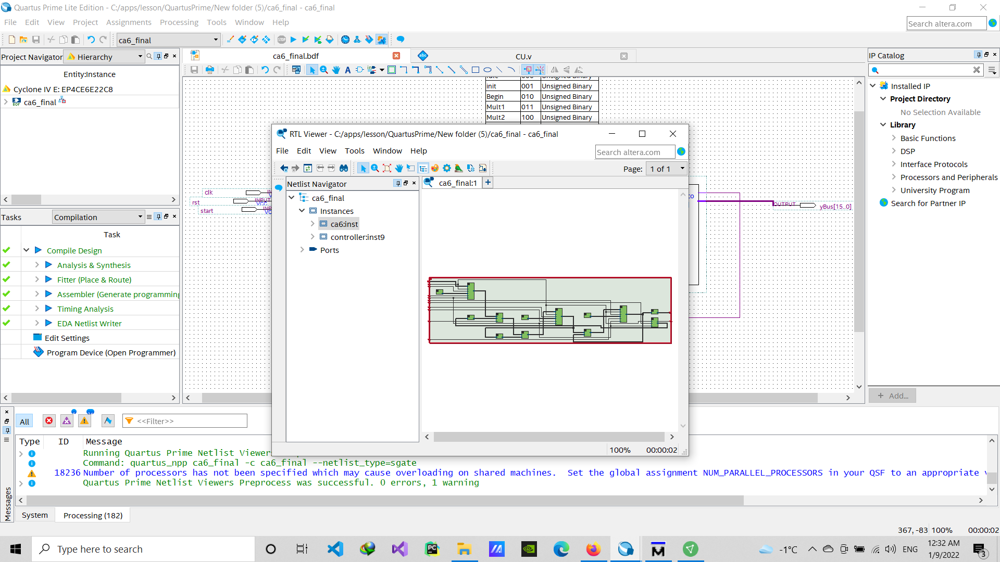 Quartus Prime Lite Edition - C:/apps/lesson/QuartusPrime/New folder (5)/ca6_final - ca6_final
File Edit View Project Assignments Processing Tools Window Help
Search altera.com
ca6_final
Project Navigator Hierarchy
Entity:Instance
Cyclone IV E: EP4CE6E22C8
ca6_final
Tasks Compilation
Task
Compile Design
Analysis & Synthesis
Fitter (Place & Route)
Assembler (Generate programming
Timing Analysis
EDA Netlist Writer
Edit Settings
Program Device (Open Programmer)
ca6_final.bdf
CU.v
init 001 Unsigned Binary
Begin 010 Unsigned Binary
Mult1 011 Unsigned Binary
Mult2 100 Unsigned Binary
clk
rst
start
INPUT
OUTPUT
yBus[15..0]
co
RTL Viewer - C:/apps/lesson/QuartusPrime/New folder (5)/ca6_final - ca6_final
File Edit View Tools Window Help
Search altera.com
Page: 1 of 1
Netlist Navigator
ca6_final
Instances
ca6:inst
controller:inst9
Ports
ca6_final:1
100% 00:00:02
IP Catalog
Installed IP
Project Directory
No Selection Available
Library
Basic Functions
DSP
Interface Protocols
Processors and Peripherals
University Program
Search for Partner IP
+ Add...
All
<<Filter>>
Type ID Message
Running Quartus Prime Netlist Viewer
Command: quartus_npp ca6_final -c ca6_final --netlist_type=sgate
18236 Number of processors has not been specified which may cause overloading on shared machines. Set the global assignment NUM_PARALLEL_PROCESSORS in your QSF to an appropriate
Quartus Prime Netlist Viewers Preprocess was successful. 0 errors, 1 warning
Messages
System Processing (182)
367, -83 100% 00:00:02
Type here to search
-1°C
ENG
12:32 AM
1/9/2022
3